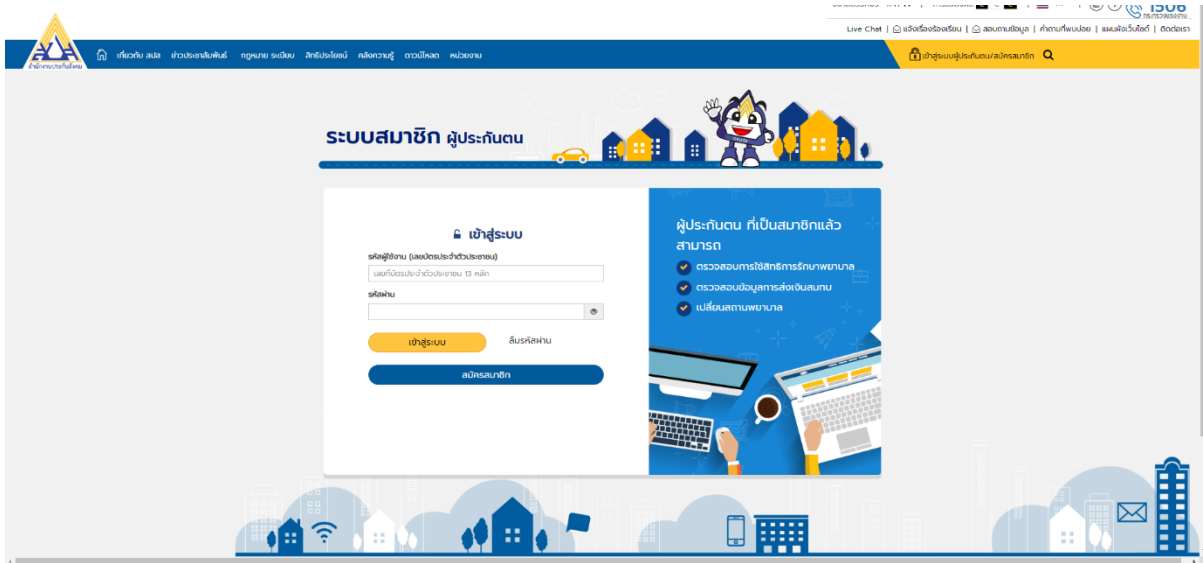 1506
Live Chat | แจ้งเรื่องร้องเรียน | สอบถามข้อมูล | คำถามที่พบบ่อย | แผนผังเว็บไซต์ | ติดต่อเรา
สำนักงานประกันสังคม
เกี่ยวกับ สปส ข่าวประชาสัมพันธ์ กฎหมาย ระเบียบ สิทธิประโยชน์ คลังความรู้ ดาวน์โหลด หน่วยงาน
เข้าสู่ระบบผู้ประกันตน/สมัครสมาชิก
ระบบสมาชิก ผู้ประกันตน
เข้าสู่ระบบ
รหัสผู้ใช้งาน (เลขบัตรประจำตัวประชาชน)
เลขที่บัตรประจำตัวประชาชน 13 หลัก
รหัสผ่าน
เข้าสู่ระบบ ลืมรหัสผ่าน
สมัครสมาชิก
ผู้ประกันตน ที่เป็นสมาชิกแล้ว
สามารถ
ตรวจสอบการใช้สิทธิการรักษาพยาบาล
ตรวจสอบข้อมูลการส่งเงินสมทบ
เปลี่ยนสถานพยาบาล